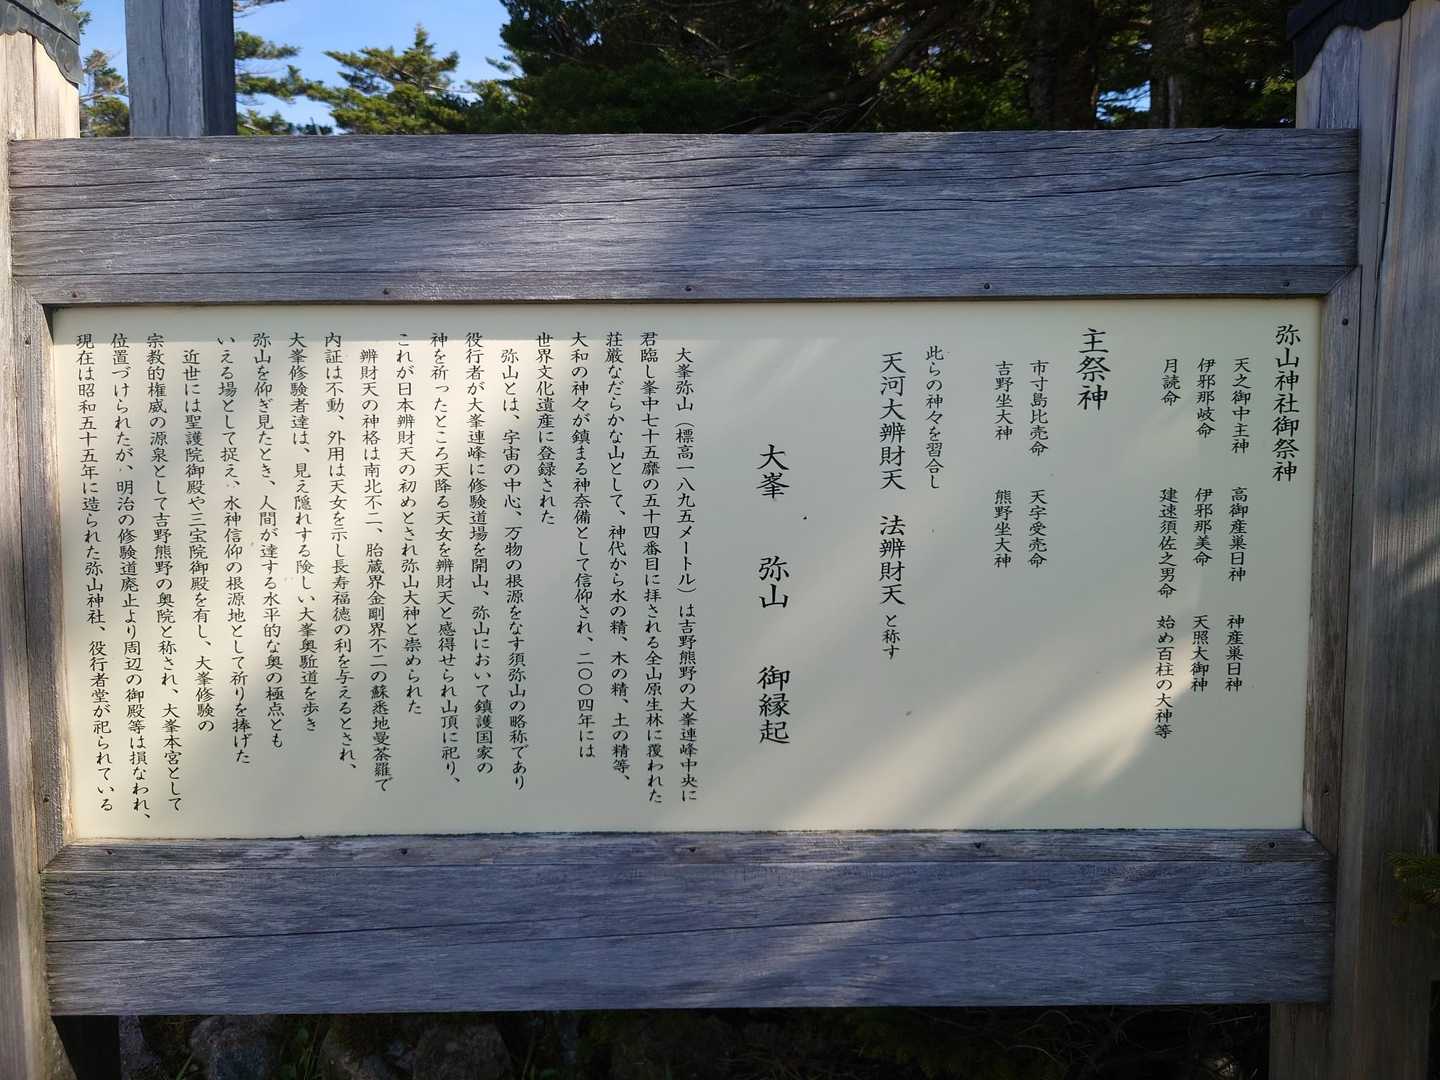 弥山神社御祭神
天之御中主神　高御産巣日神　神産巣日神
伊邪那岐命　伊邪那美命　天照大御神
月読命　建速須佐之男命　始め百柱の大神等
主祭神
市寸島比売命　天宇受売命
吉野坐大神　熊野坐大神
此らの神々を習合し
天河大辨財天　法辨財天と称す
大峯　弥山　御縁起
大峯弥山（標高一八九五メートル）は吉野熊野の大峯連峰中央に
君臨し峯中七十五靡の五十四番目に拝される全山原生林に覆われた
荘厳なだらかな山として、神代から水の精、木の精、土の精等、
大和の神々が鎮まる神奈備として信仰され、二〇〇四年には
世界文化遺産に登録された
弥山とは、宇宙の中心、万物の根源をなす須弥山の略称であり
役行者が大峯連峰に修験道場を開山、弥山において鎮護国家の
神を祈ったところ天降る天女を辨財天と感得せられ山頂に祀り、
これが日本辨財天の初めとされ弥山大神と崇められた
辨財天の神格は南北不二、胎蔵界金剛界不二の蘇悉地曼荼羅で
内証は不動、外用は天女を示し長寿福徳の利を与えるとされ、
大峯修験者達は、見え隠れする険しい大峯奥駈道を歩き
弥山を仰ぎ見たとき、人間が達する水平的な奥の極点とも
いえる場として捉え、水神信仰の根源地として祈りを捧げた
近世には聖護院御殿や三宝院御殿を有し、大峯修験の
宗教的権威の源泉として吉野熊野の奥院と称され、大峯本宮として
位置づけられたが、明治の修験道廃止より周辺の御殿等は損なわれ、
現在は昭和五十五年に造られた弥山神社、役行者堂が祀られている